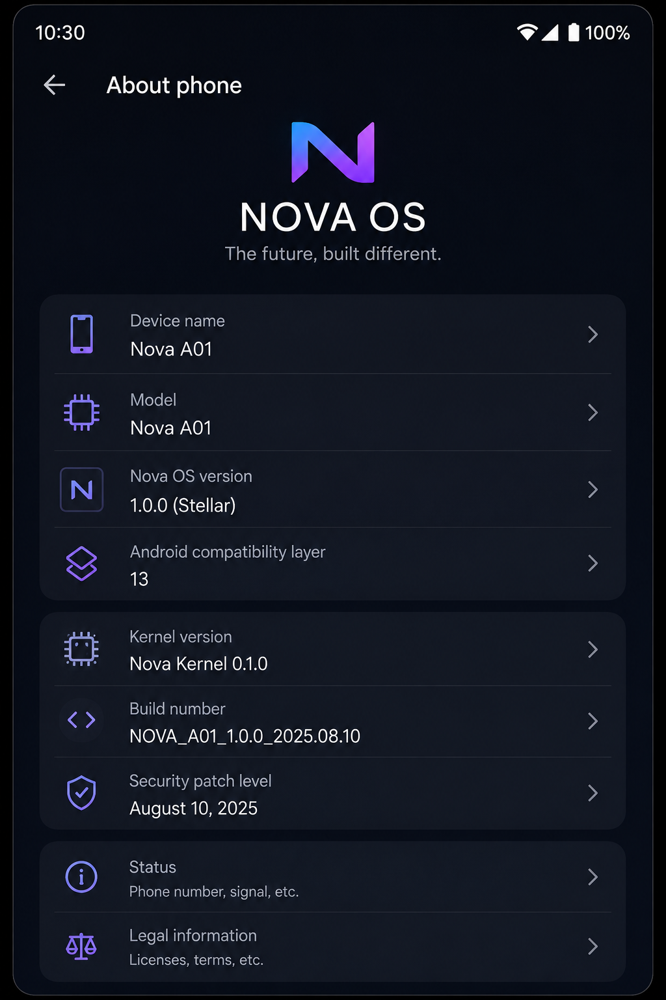 10:30
100%
About phone
NOVA OS
The future, built different.
Device name
Nova A01
Model
Nova A01
Nova OS version
1.0.0 (Stellar)
Android compatibility layer
13
Kernel version
Nova Kernel 0.1.0
Build number
NOVA_A01_1.0.0_2025.08.10
Security patch level
August 10, 2025
Status
Phone number, signal, etc.
Legal information
Licenses, terms, etc.